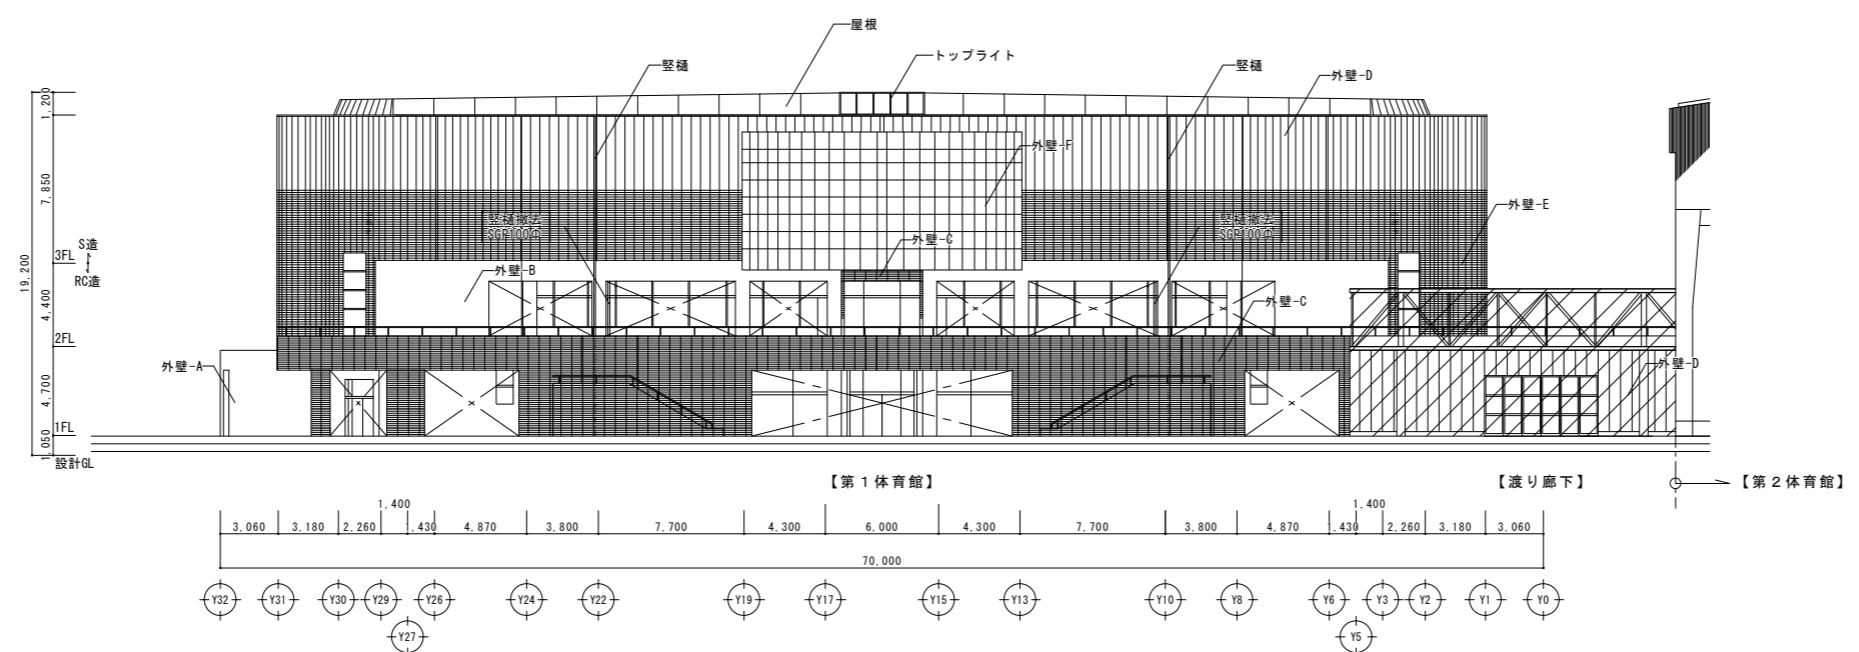 屋根
トップライト
竪樋
竪樋
外壁-D
外壁-F
外壁-E
竪樋撤去
SGP100Φ
竪樋撤去
SGP100Φ
外壁-C
外壁-B
外壁-C
外壁-A
外壁-D
1,200
7,850
19,200
4,400
4,700
1,050
3FL
S造
RC造
2FL
1FL
設計GL
【第1体育館】
【渡り廊下】
【第2体育館】
1,400
1,400
3,060 3,180 2,260 1,430 4,870 3,800 7,700 4,300 6,000 4,300 7,700 3,800 4,870 1,430 2,260 3,180 3,060
70,000
Y32 Y31 Y30 Y29 Y26 Y24 Y22 Y19 Y17 Y15 Y13 Y10 Y8 Y6 Y3 Y2 Y1 Y0
Y27 Y5